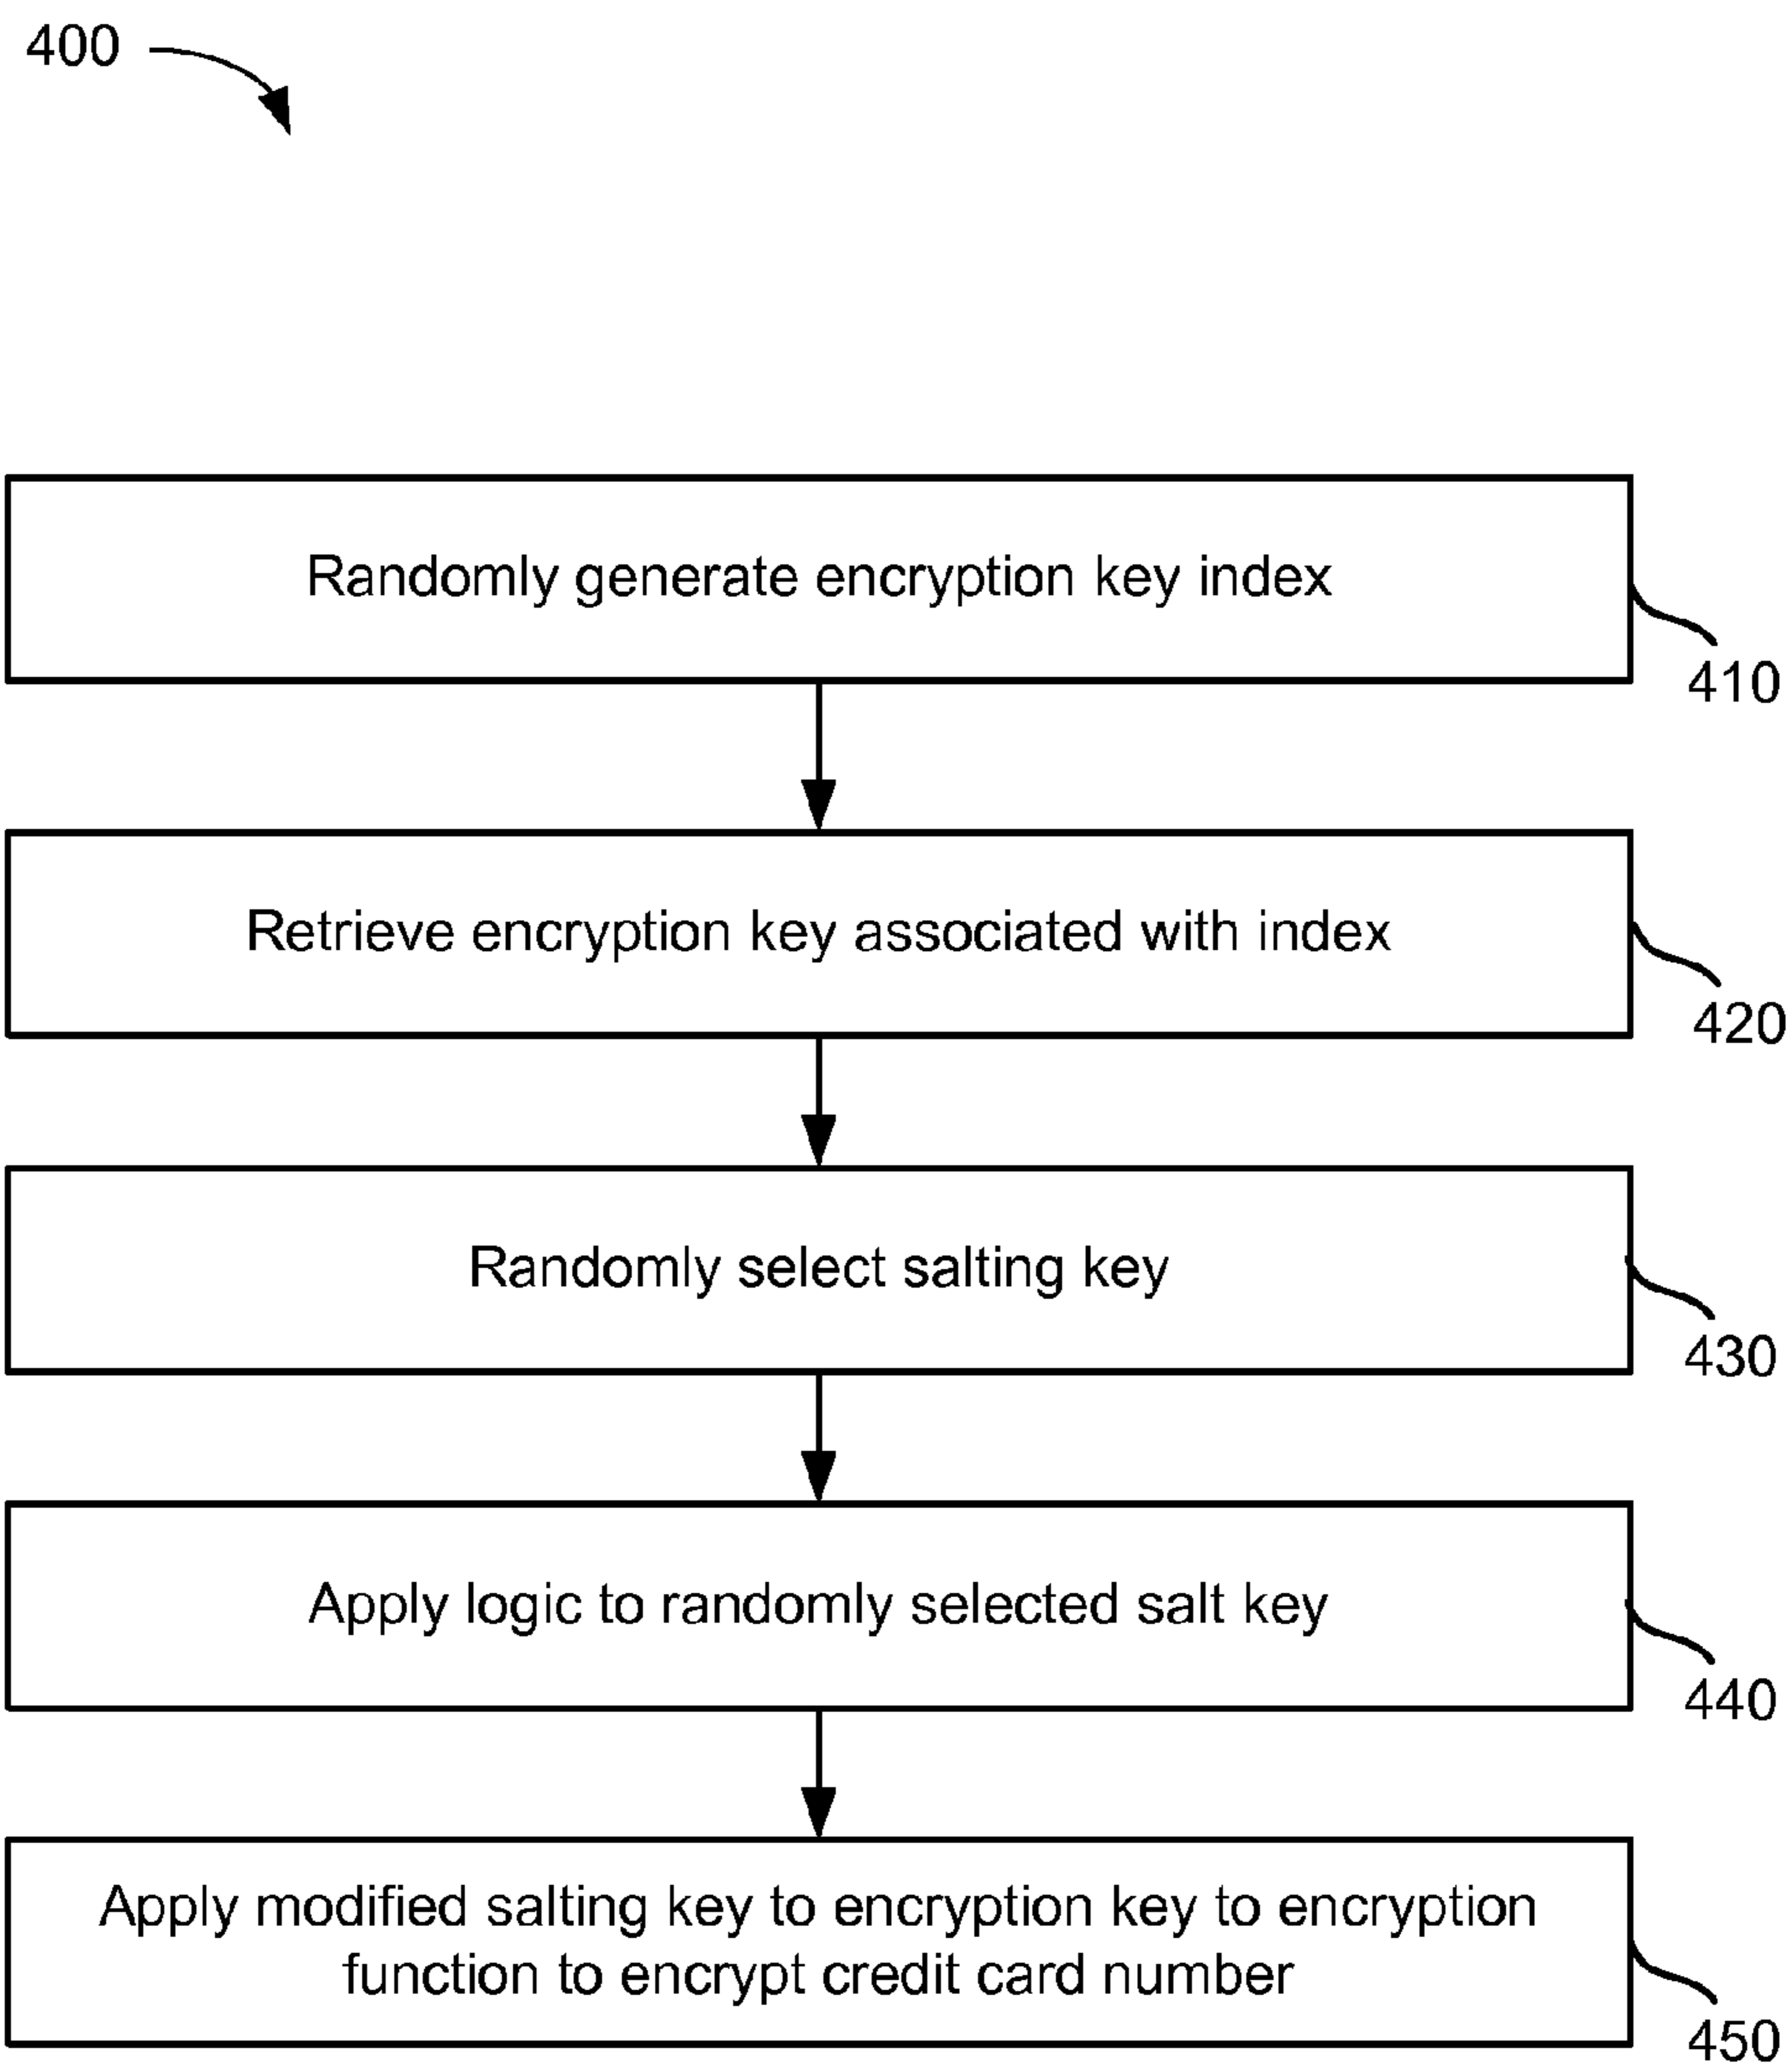 400
Randomly generate encryption key index
410
Retrieve encryption key associated with index
420
Randomly select salting key
430
Apply logic to randomly selected salt key
440
Apply modified salting key to encryption key to encryption
function to encrypt credit card number
450